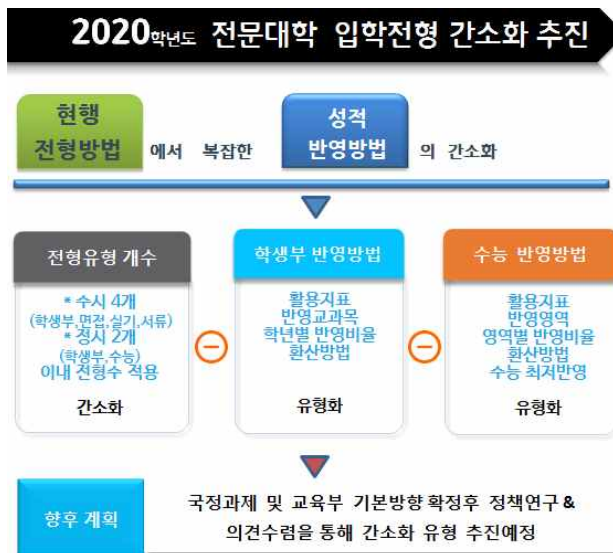 2020학년도 전문대학 입학전형 간소화 추진
현행
전형방법 에서 복잡한 성적
반영방법 의 간소화
전형유형 개수
* 수시 4개
(학생부,면접,실기,서류)
* 정시 2개
(학생부,수능)
이내 전형수 적용
간소화
학생부 반영방법
활용지표
반영교과목
학년별 반영비율
환산방법
유형화
수능 반영방법
활용지표
반영영역
영역별 반영비율
환산방법
수능 최저반영
유형화
향후 계획
국정과제 및 교육부 기본방향 확정후 정책연구 &
의견수렴을 통해 간소화 유형 추진예정